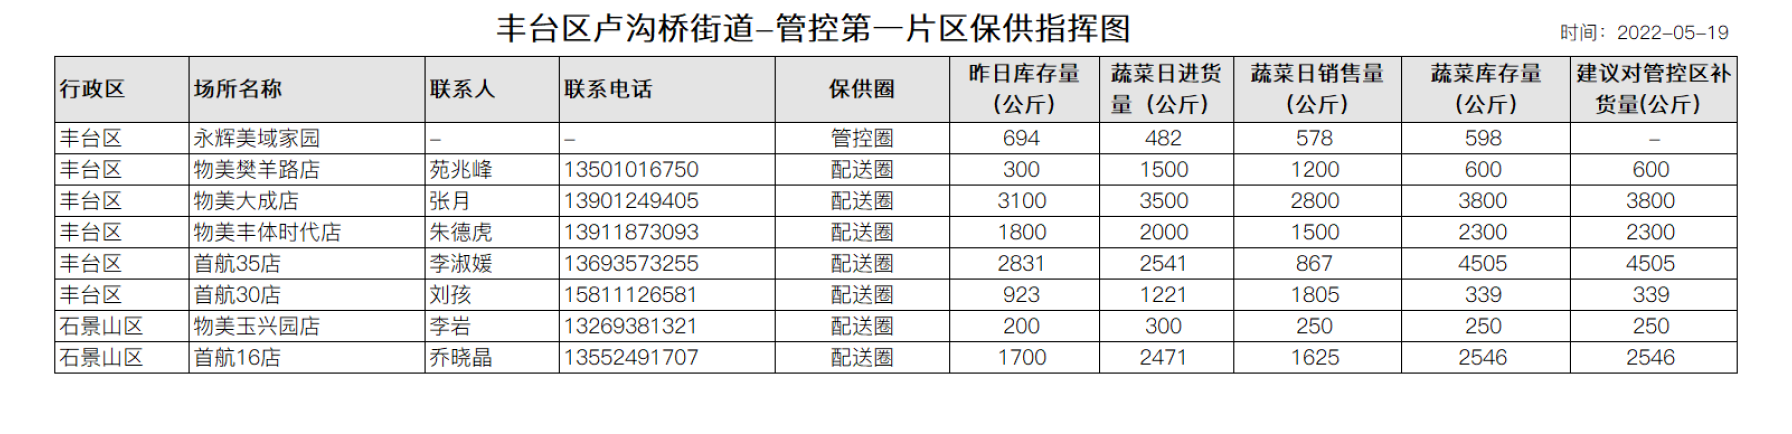 丰台区卢沟桥街道-管控第一片区保供指挥图
时间：2022-05-19
行政区 场所名称 联系人 联系电话 保供圈 昨日库存量（公斤） 蔬菜日进货量（公斤） 蔬菜日销售量（公斤） 蔬菜库存量（公斤） 建议对管控区补货量(公斤）
丰台区 永辉美域家园 - - 管控圈 694 482 578 598 -
丰台区 物美樊羊路店 苑兆峰 13501016750 配送圈 300 1500 1200 600 600
丰台区 物美大成店 张月 13901249405 配送圈 3100 3500 2800 3800 3800
丰台区 物美丰体时代店 朱德虎 13911873093 配送圈 1800 2000 1500 2300 2300
丰台区 首航35店 李淑媛 13693573255 配送圈 2831 2541 867 4505 4505
丰台区 首航30店 刘孩 15811126581 配送圈 923 1221 1805 339 339
石景山区 物美玉兴园店 李岩 13269381321 配送圈 200 300 250 250 250
石景山区 首航16店 乔晓晶 13552491707 配送圈 1700 2471 1625 2546 2546